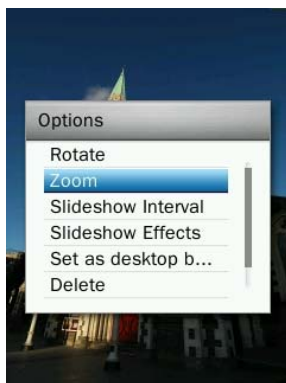 Options
Rotate
Zoom
Slideshow Interval
Slideshow Effects
Set as desktop b...
Delete